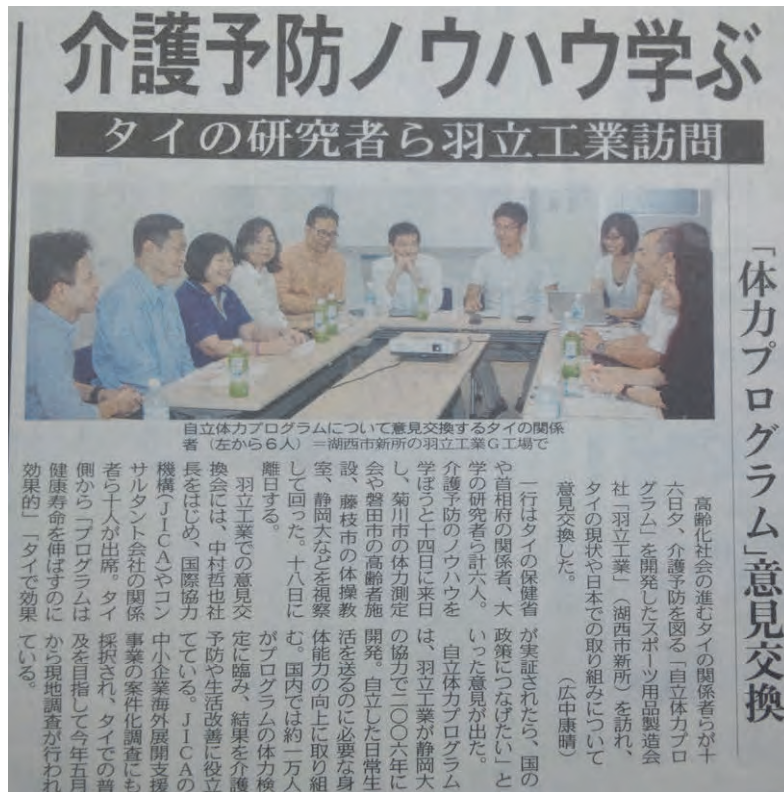 介護予防ノウハウ学ぶ
タイの研究者ら羽立工業訪問
「体力プログラム」意見交換
自立体力プログラムについて意見交換するタイの関係
者（左から6人）＝湖西市新所の羽立工業G工場で
高齢化社会の進むタイの関係者らが十
六日夕、介護予防を図る「自立体力プロ
グラム」を開発したスポーツ用品製造会
社「羽立工業」（湖西市新所）を訪れ、
タイの現状や日本での取り組みについて
意見交換した。（広中康晴）
一行はタイの保健省
や首相府の関係者、大
学の研究者ら計六人。
介護予防のノウハウを
学ぼうと十四日に来日
し、菊川市の体力測定
会や磐田市の高齢者施
設、藤枝市の体操教
室、静岡大などを視察
して回った。十八日に
離日する。
羽立工業での意見交
換会には、中村哲也社
長をはじめ、国際協力
機構（JICA）やコン
サルタント会社の関係
者ら十人が出席。タイ
側から「プログラムは
健康寿命を伸ばすのに
効果的」「タイで効果
が実証されたら、国の
政策につなげたい」と
いった意見が出た。
自立体力プログラム
は、羽立工業が静岡大
の協力で二〇〇六年に
開発。自立した日常生
活を送るのに必要な身
体能力の向上に取り組
む。国内では約一万人
がプログラムの体力検
定に臨み、結果を介護
予防や生活改善に役立
てている。JICAの
中小企業海外展開支援
事業の案件化調査にも
採択され、タイでの普
及を目指して今年五月
から現地調査が行われ
ている。